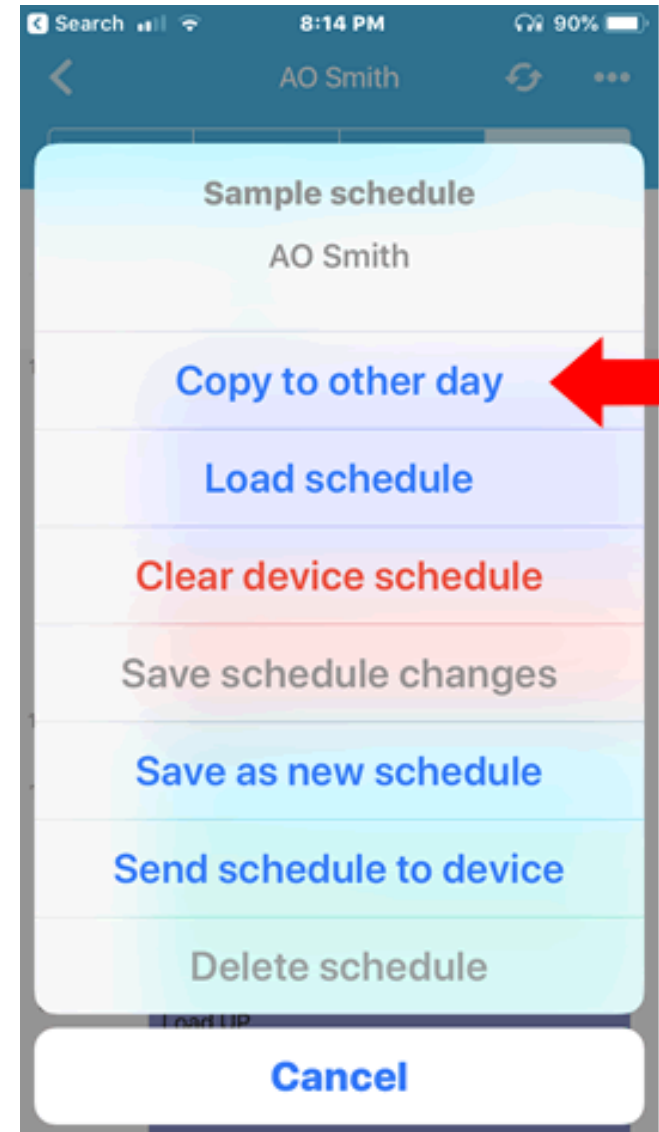 Search 8:14 PM 90%
AO Smith
Sample schedule
AO Smith
Copy to other day
Load schedule
Clear device schedule
Save schedule changes
Save as new schedule
Send schedule to device
Delete schedule
Load UP
Cancel